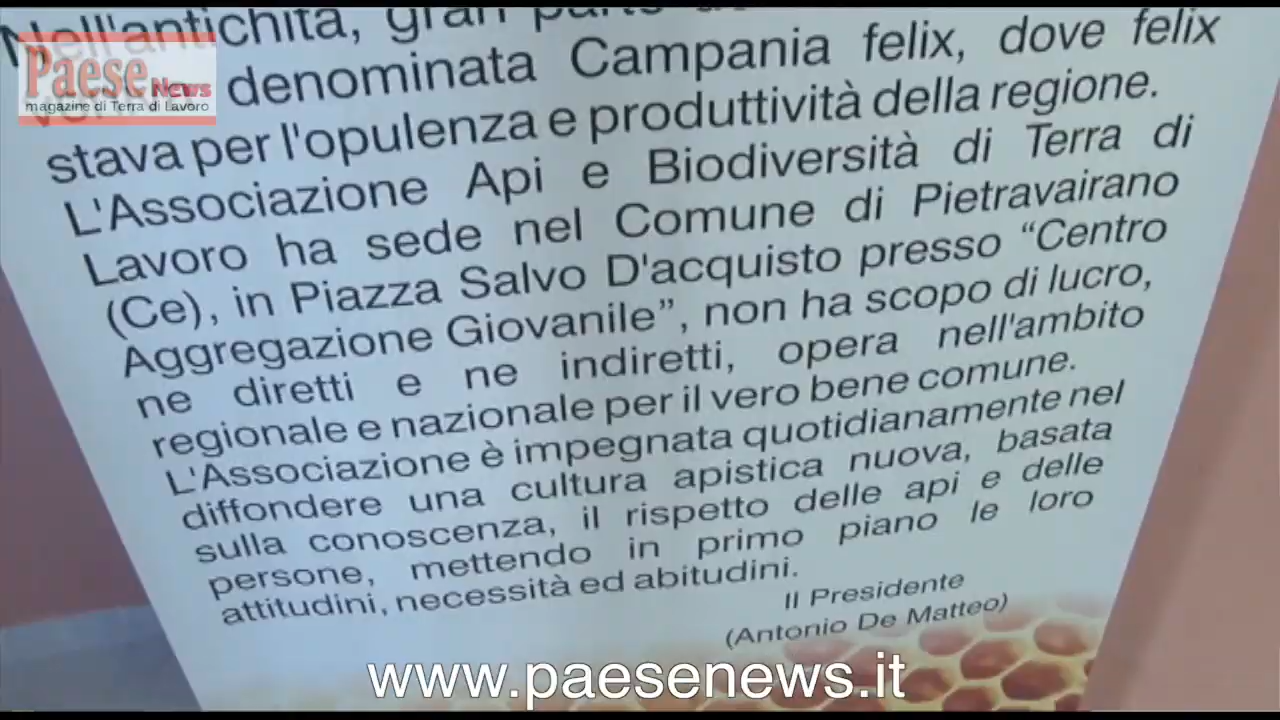 Nell'antichità, gran parte
denominata Campania felix, dove felix
stava per l'opulenza e produttività della regione.
L'Associazione Api e Biodiversità di Terra di
Lavoro ha sede nel Comune di Pietravairano
(Ce), in Piazza Salvo D'acquisto presso “Centro
Aggregazione Giovanile”, non ha scopo di lucro,
ne diretti e ne indiretti, opera nell'ambito
regionale e nazionale per il vero bene comune.
L'Associazione è impegnata quotidianamente nel
diffondere una cultura apistica nuova, basata
sulla conoscenza, il rispetto delle api e delle
persone, mettendo in primo piano le loro
attitudini, necessità ed abitudini.
Il Presidente
(Antonio De Matteo)
Paese News
magazine di Terra di Lavoro
www.paesenews.it